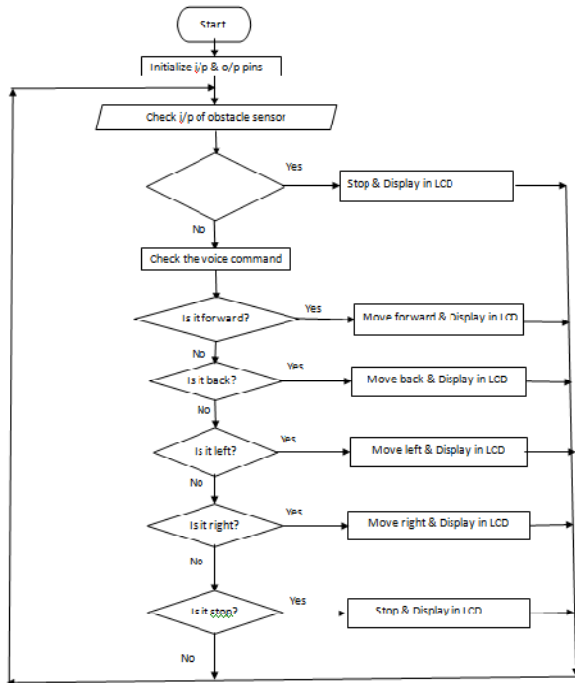 Start
Initialize i/p & o/p pins
Check i/p of obstacle sensor
Yes
Stop & Display in LCD
No
Check the voice command
Is it forward?
Yes
Move forward & Display in LCD
No
Is it back?
Yes
Move back & Display in LCD
No
Is it left?
Yes
Move left & Display in LCD
No
Is it right?
Yes
Move right & Display in LCD
No
Is it stop?
Yes
Stop & Display in LCD
No